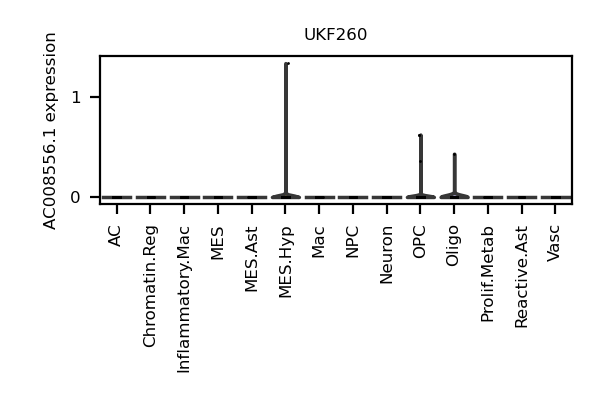 UKF260
AC008556.1 expression
1
0
AC
Chromatin.Reg
Inflammatory.Mac
MES
MES.Ast
MES.Hyp
Mac
NPC
Neuron
OPC
Oligo
Prolif.Metab
Reactive.Ast
Vasc